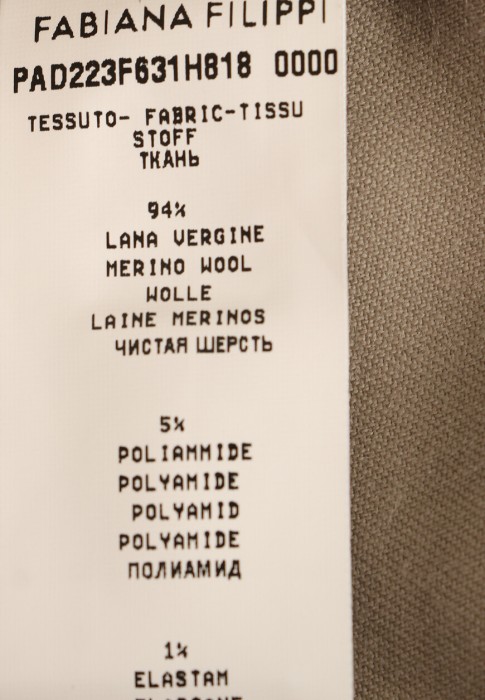 FABIANA FILIPPI
PAD223F631H818 0000
TESSUTO- FABRIC-TISSU
STOFF
ТКАНЬ
94%
LANA VERGINE
MERINO WOOL
WOLLE
LAINE MERINOS
ЧИСТАЯ ШЕРСТЬ
5%
POLIAMMIDE
POLYAMIDE
POLYAMID
POLYAMIDE
ПОЛИАМИД
1%
ELASTAM